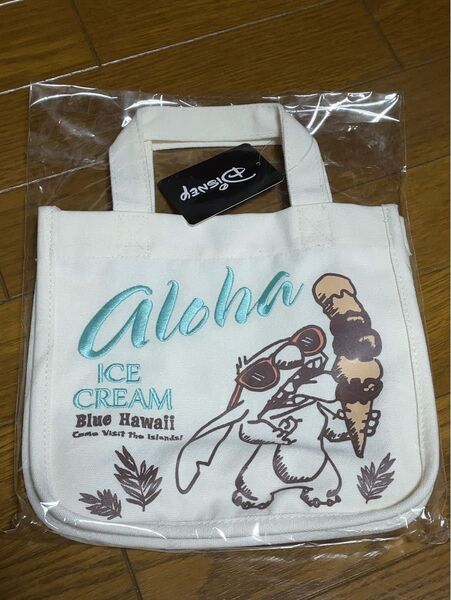 Disney
Aloha
ICE
CREAM
Blue Hawaii
Come Visit The Islands!